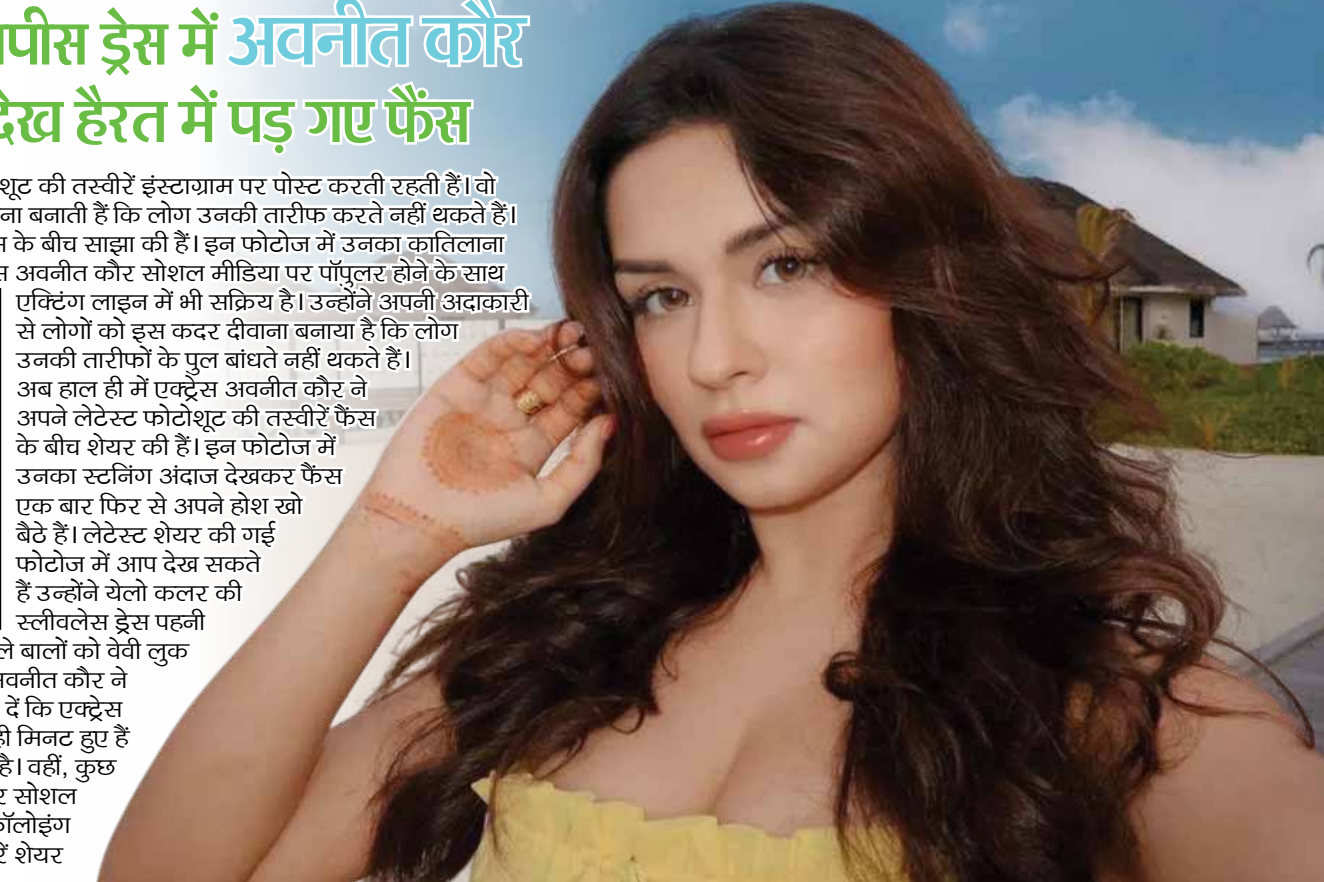 पीस ड्रेस में अवनीत कौर
देख हैरत में पड़ गए फैंस
शूट की तस्वीरें इंस्टाग्राम पर पोस्ट करती रहती हैं। वो
ना बनाती हैं कि लोग उनकी तारीफ करते नहीं थकते हैं।
के बीच साझा की हैं। इन फोटोज में उनका कातिलाना
अवनीत कौर सोशल मीडिया पर पॉपुलर होने के साथ
एक्टिंग लाइन में भी सक्रिय है। उन्होंने अपनी अदाकारी
से लोगों को इस कदर दीवाना बनाया है कि लोग
उनकी तारीफों के पुल बांधते नहीं थकते हैं।
अब हाल ही में एक्ट्रेस अवनीत कौर ने
अपने लेटेस्ट फोटोशूट की तस्वीरें फैंस
के बीच शेयर की हैं। इन फोटोज में
उनका स्टनिंग अंदाज देखकर फैंस
एक बार फिर से अपने होश खो
बैठे हैं। लेटेस्ट शेयर की गई
फोटोज में आप देख सकते
हैं उन्होंने येलो कलर की
स्लीवलेस ड्रेस पहनी
ले बालों को वेवी लुक
अवनीत कौर ने
दें कि एक्ट्रेस
ही मिनट हुए हैं
है। वहीं, कुछ
र सोशल
फॉलोइंग
रें शेयर